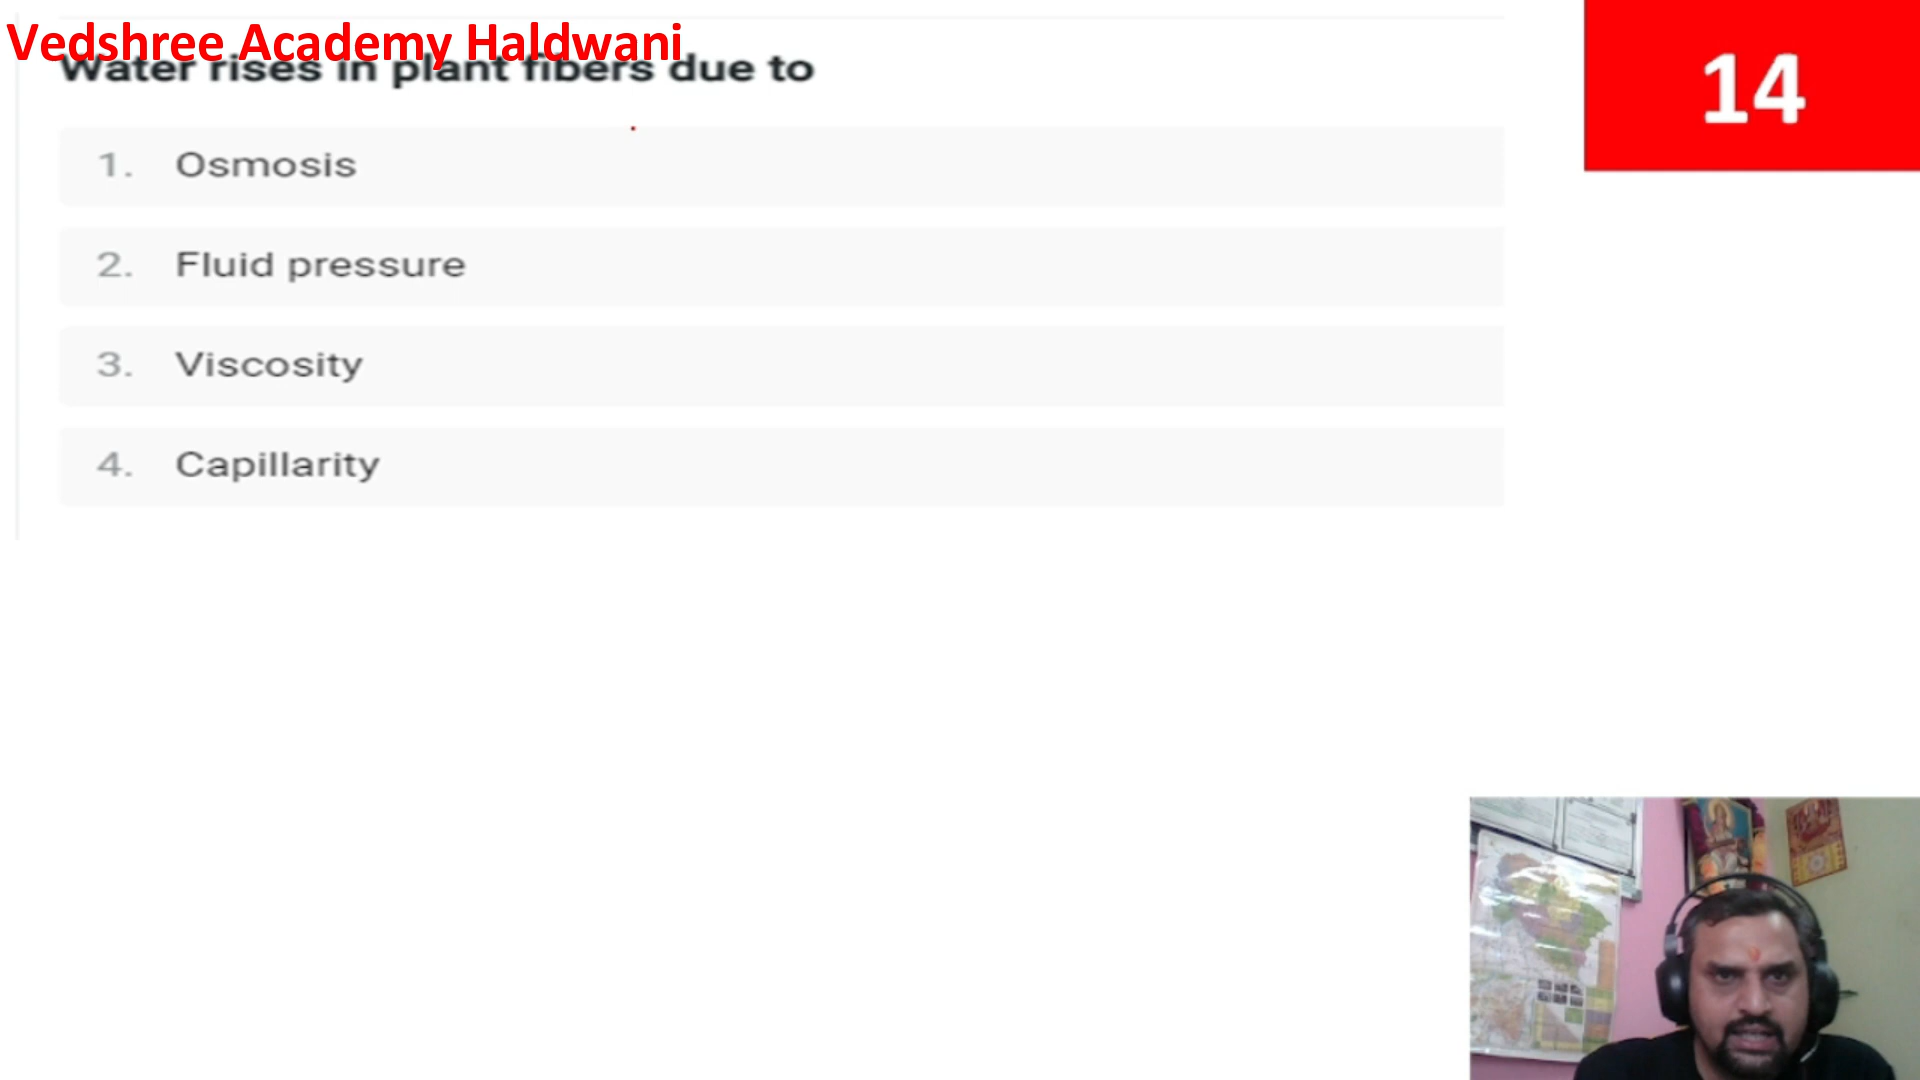 Vedshree Academy Haldwani
14
Water rises in plant fibers due to
1. Osmosis
2. Fluid pressure
3. Viscosity
4. Capillarity